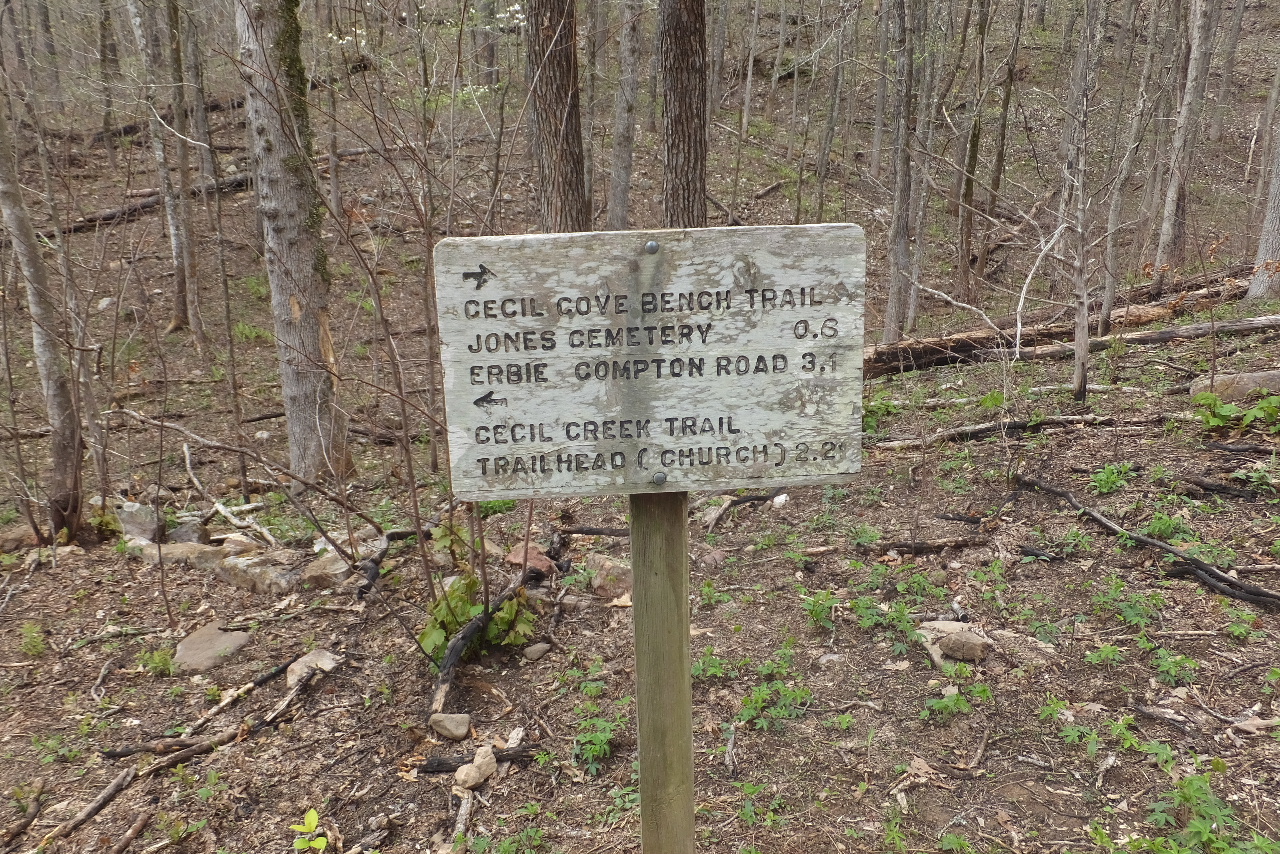 →
CECIL COVE BENCH TRAIL
JONES CEMETERY 0.6
ERBIE COMPTON ROAD 3.1
←
CECIL CREEK TRAIL
TRAILHEAD (CHURCH) 2.21